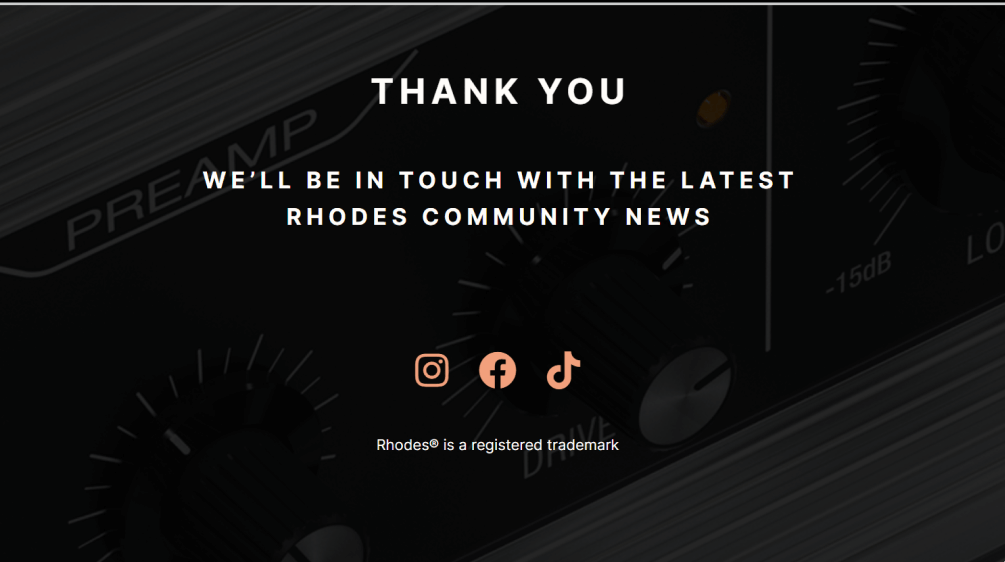 THANK YOU
PREAMP
WE’LL BE IN TOUCH WITH THE LATEST
RHODES COMMUNITY NEWS
-15dB
LO
Rhodes® is a registered trademark
DRIVE